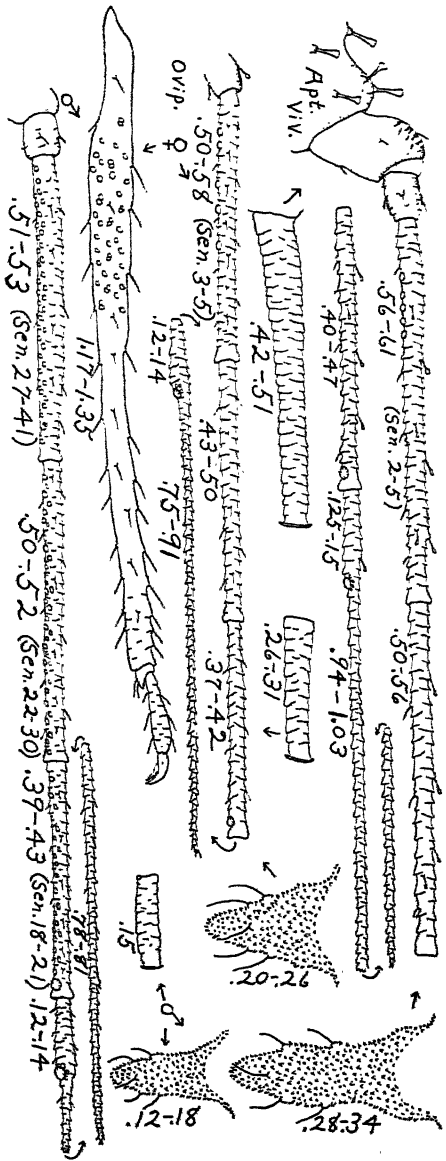 Apt.
Viv.
.56-.61 (Sen. 2-5) .50-.56
.40-.47 .125-.15 .94-1.03
.42-.51
.26-.31
.28-.34
Ovip. ♀
.50-.58 (Sen. 3-5) .43-.50 .37-.42
.12-.14 .75-.91
.20-.26
1.17-1.35
.15
♂
.12-.18
♂
.51-.53 (Sen. 27-41) .50-.52 (Sen. 22-30) .39-.43 (Sen. 18-21) .12-.14
.78-.81